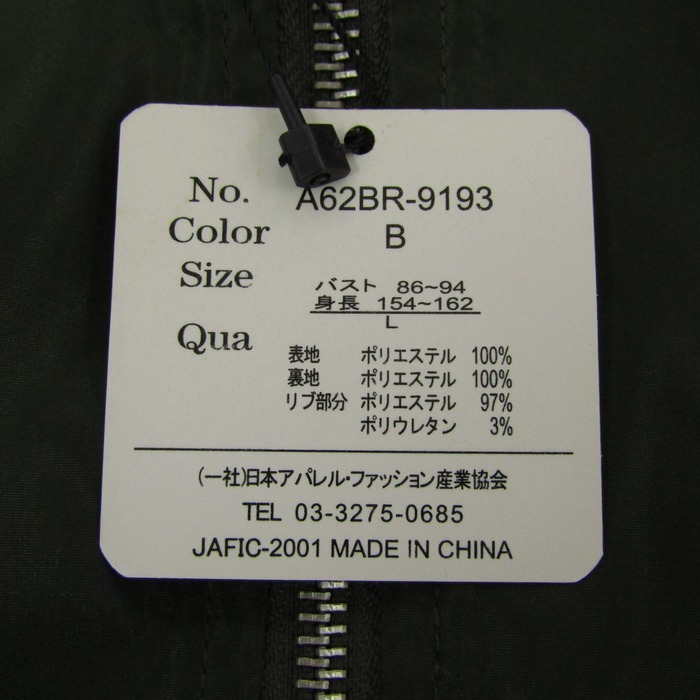 No. A62BR-9193
Color B
Size バスト 86~94
身長 154~162
L
Qua
表地 ポリエステル 100%
裏地 ポリエステル 100%
リブ部分 ポリエステル 97%
ポリウレタン 3%
(一社)日本アパレル・ファッション産業協会
TEL 03-3275-0685
JAFIC-2001 MADE IN CHINA